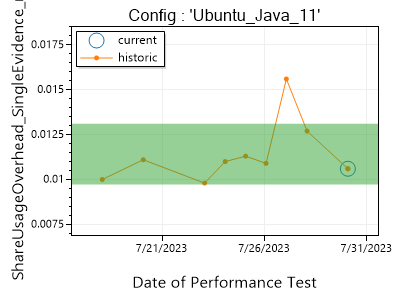 Config : 'Ubuntu_Java_11'
current
historic
0.0175
0.015
0.0125
0.01
0.0075
ShareUsageOverhead_SingleEvidence_
7/21/2023
7/26/2023
7/31/2023
Date of Performance Test